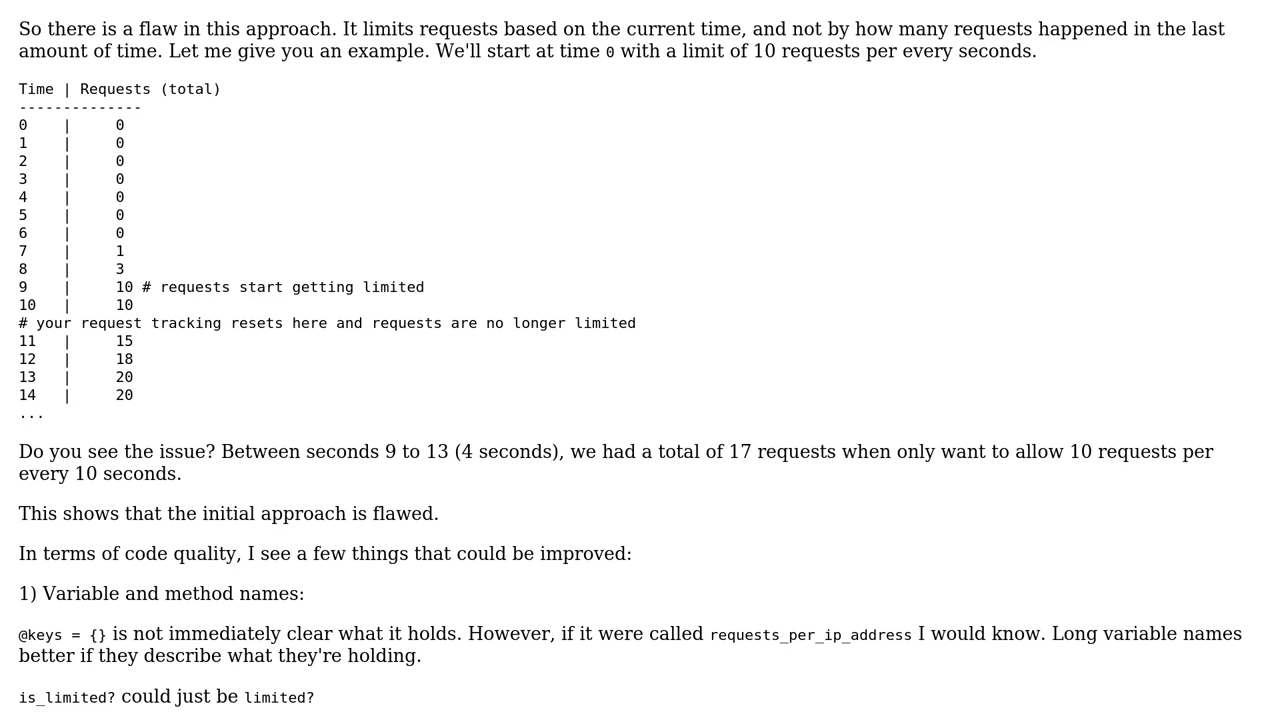 So there is a flaw in this approach. It limits requests based on the current time, and not by how many requests happened in the last
amount of time. Let me give you an example. We'll start at time 0 with a limit of 10 requests per every seconds.
Time | Requests (total)
--------------
0    |     0
1    |     0
2    |     0
3    |     0
4    |     0
5    |     0
6    |     0
7    |     1
8    |     3
9    |     10 # requests start getting limited
10   |     10
# your request tracking resets here and requests are no longer limited
11   |     15
12   |     18
13   |     20
14   |     20
...
Do you see the issue? Between seconds 9 to 13 (4 seconds), we had a total of 17 requests when only want to allow 10 requests per
every 10 seconds.
This shows that the initial approach is flawed.
In terms of code quality, I see a few things that could be improved:
1) Variable and method names:
@keys = {} is not immediately clear what it holds. However, if it were called requests_per_ip_address I would know. Long variable names
better if they describe what they're holding.
is_limited? could just be limited?